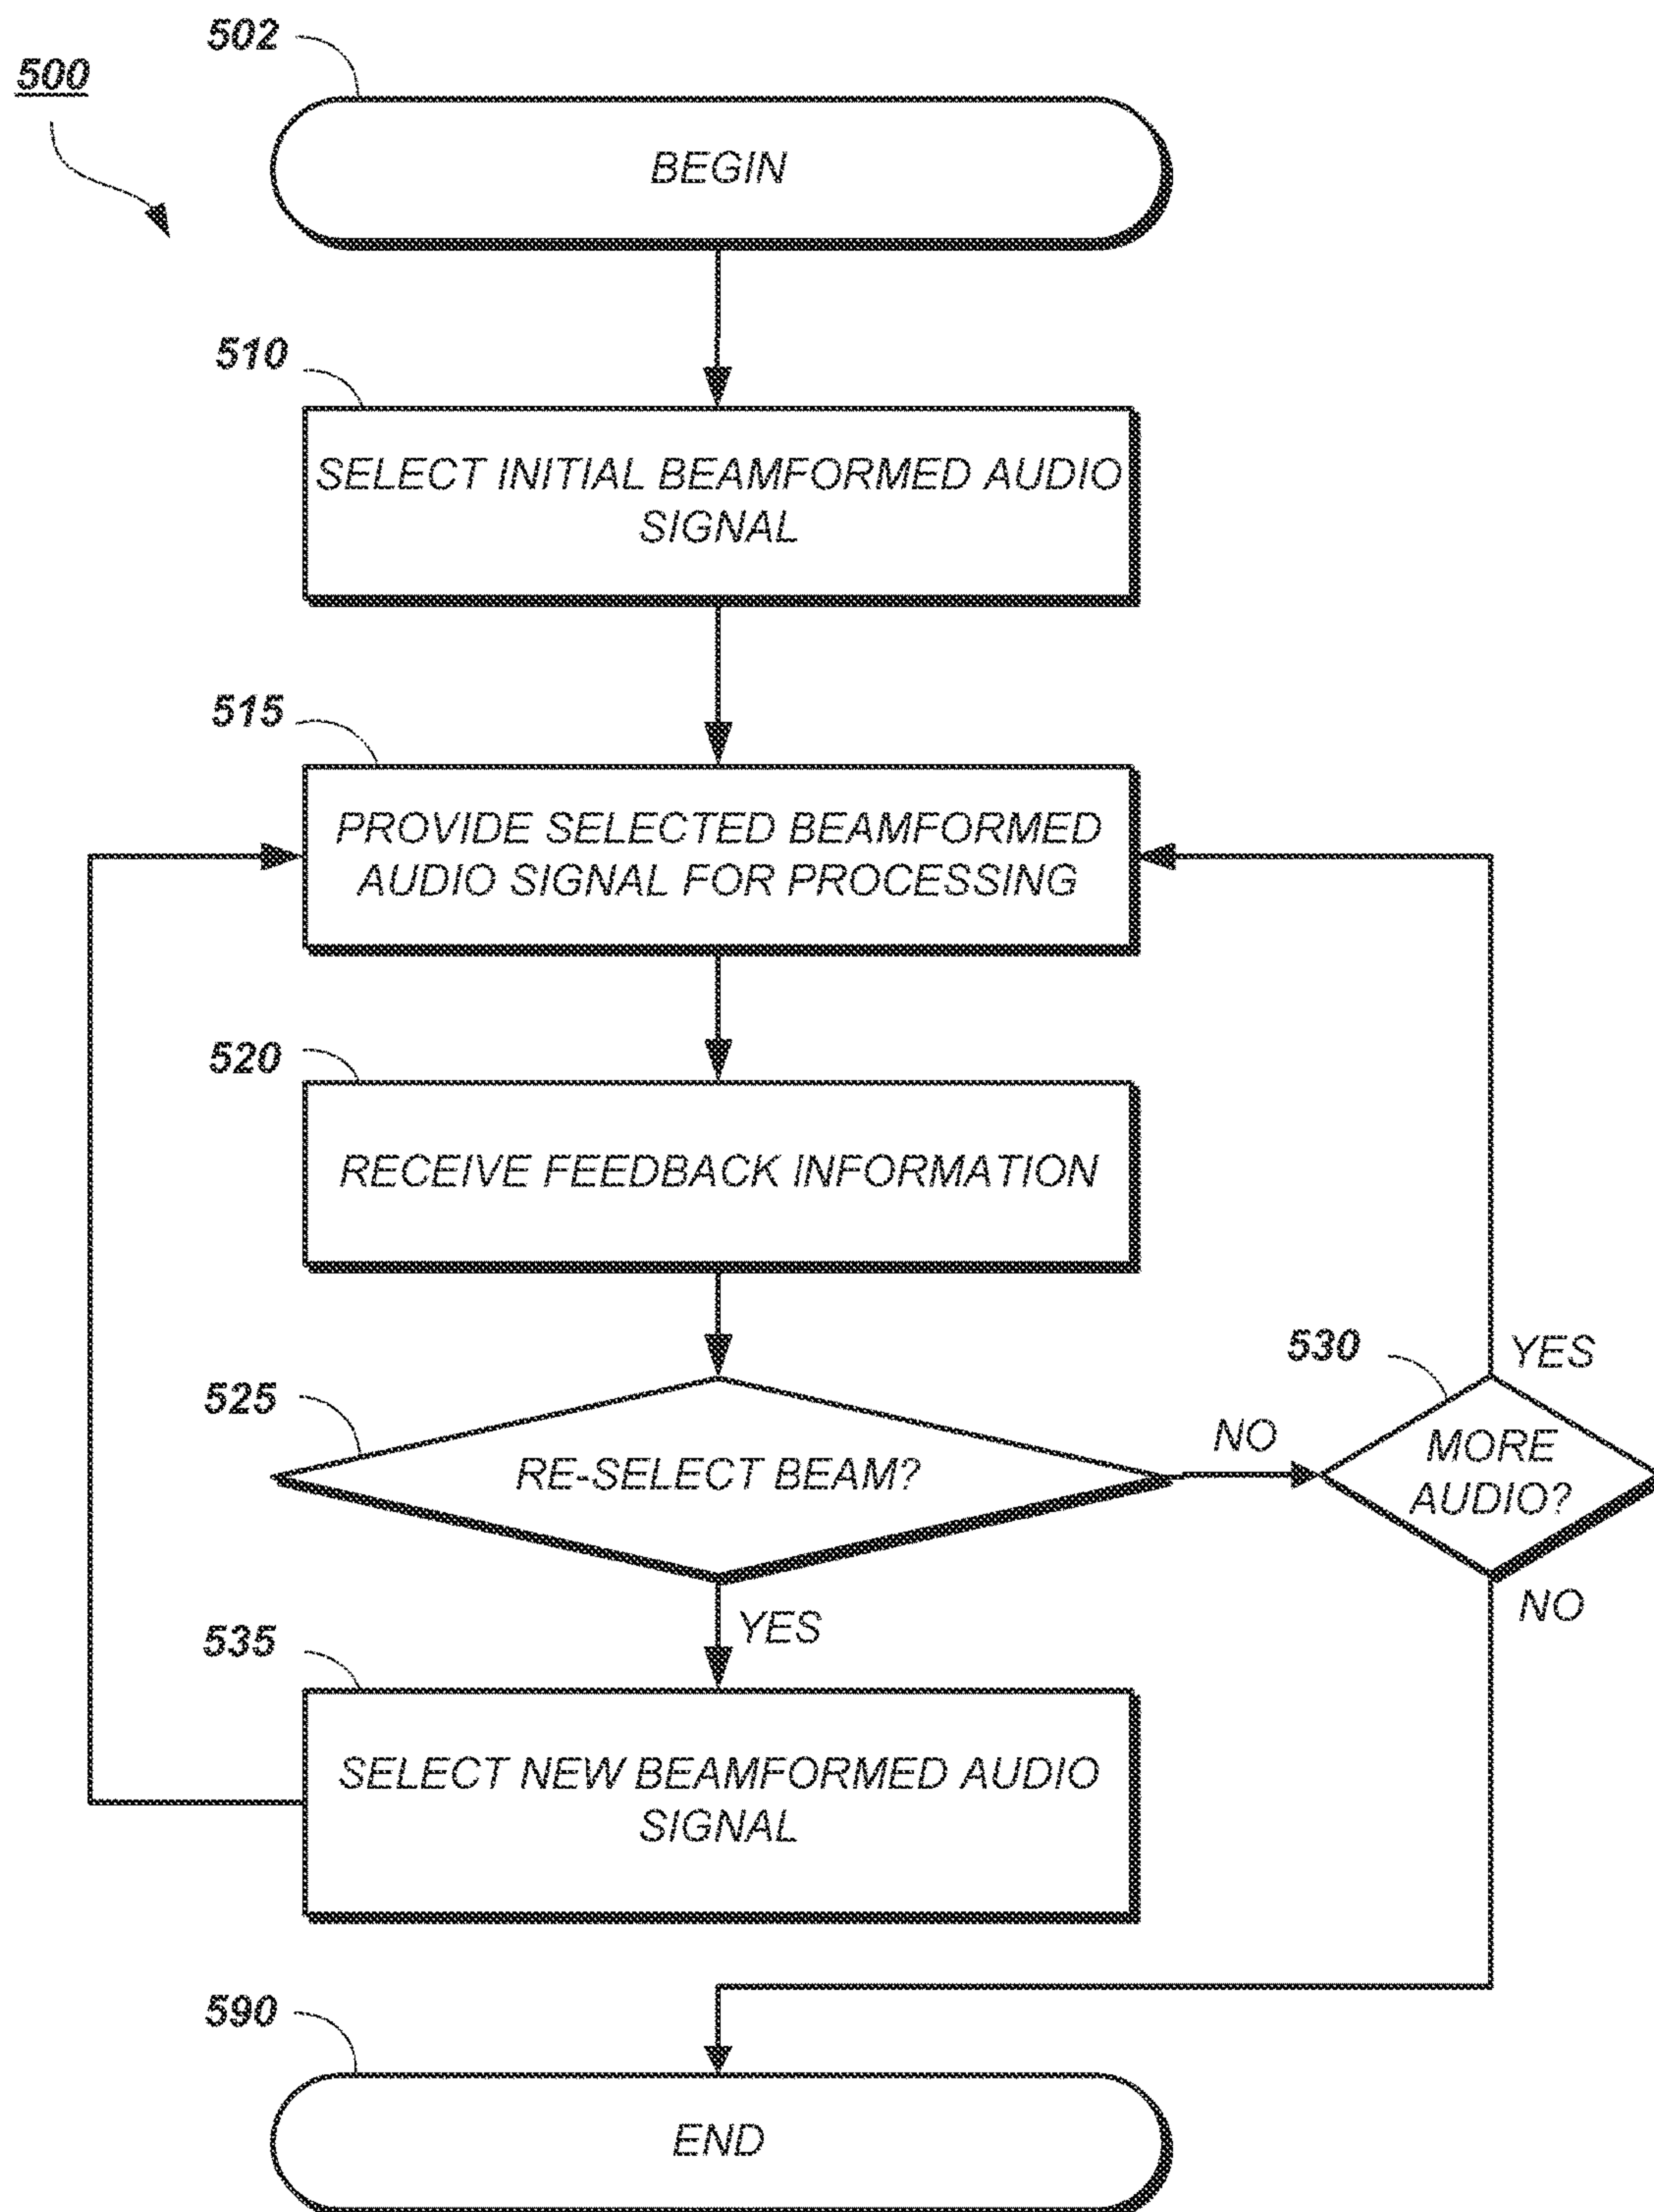 502
500
BEGIN
510
SELECT INITIAL BEAMFORMED AUDIO
SIGNAL
515
PROVIDE SELECTED BEAMFORMED
AUDIO SIGNAL FOR PROCESSING
520
RECEIVE FEEDBACK INFORMATION
530
YES
525
NO
RE-SELECT BEAM?
MORE
AUDIO?
YES
NO
535
SELECT NEW BEAMFORMED AUDIO
SIGNAL
590
END